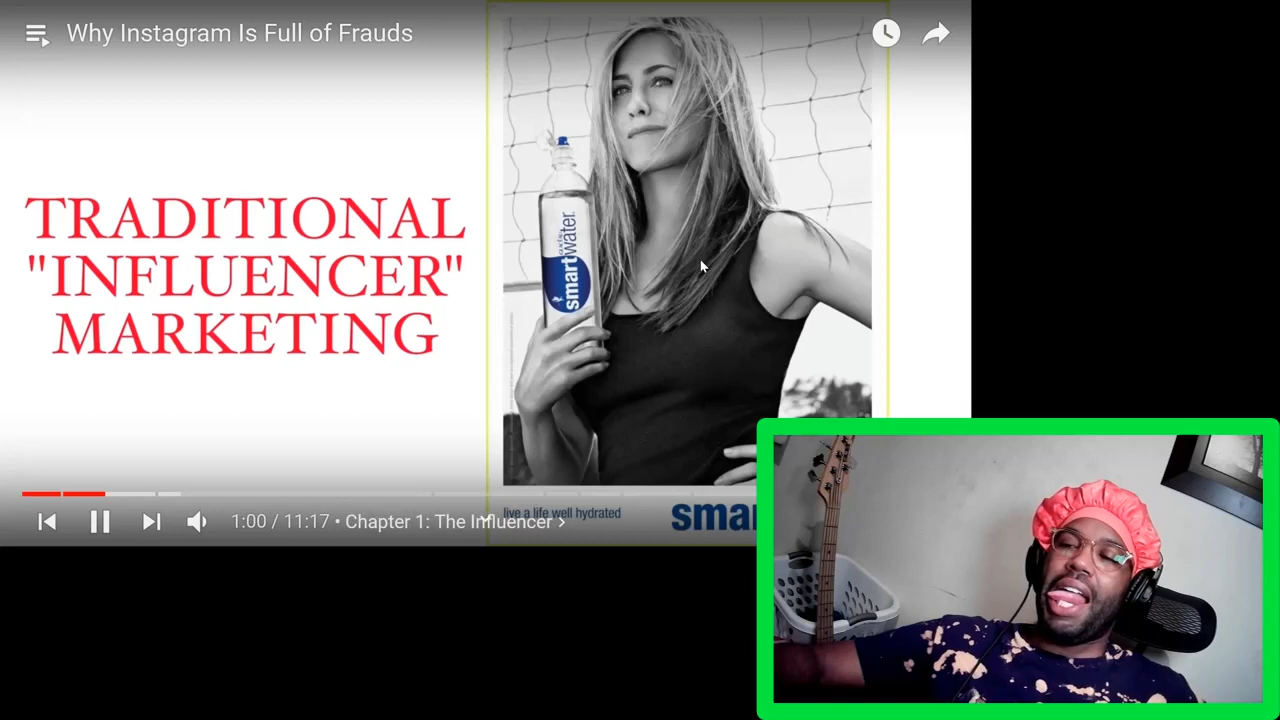 Why Instagram Is Full of Frauds
TRADITIONAL
"INFLUENCER"
MARKETING
smartwater
live a life well hydrated
smar
1:00 / 11:17 • Chapter 1: The Influencer >